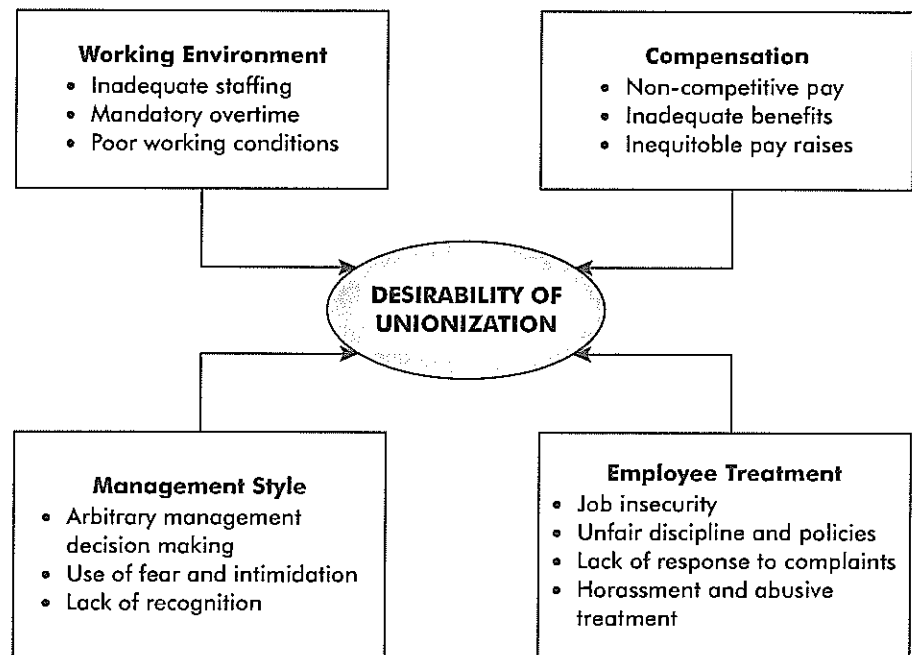 Working Environment
• Inadequate staffing
• Mandatory overtime
• Poor working conditions
Compensation
• Non-competitive pay
• Inadequate benefits
• Inequitoble pay raises
DESIRABILITY OF
UNIONIZATION
Management Style
• Arbitrary management
decision making
• Use of fear and intimidation
• Lack of recognition
Employee Treatment
• Job insecurity
• Unfair discipline and policies
• Lack of response to complaints
• Horassment and abusive
treatment